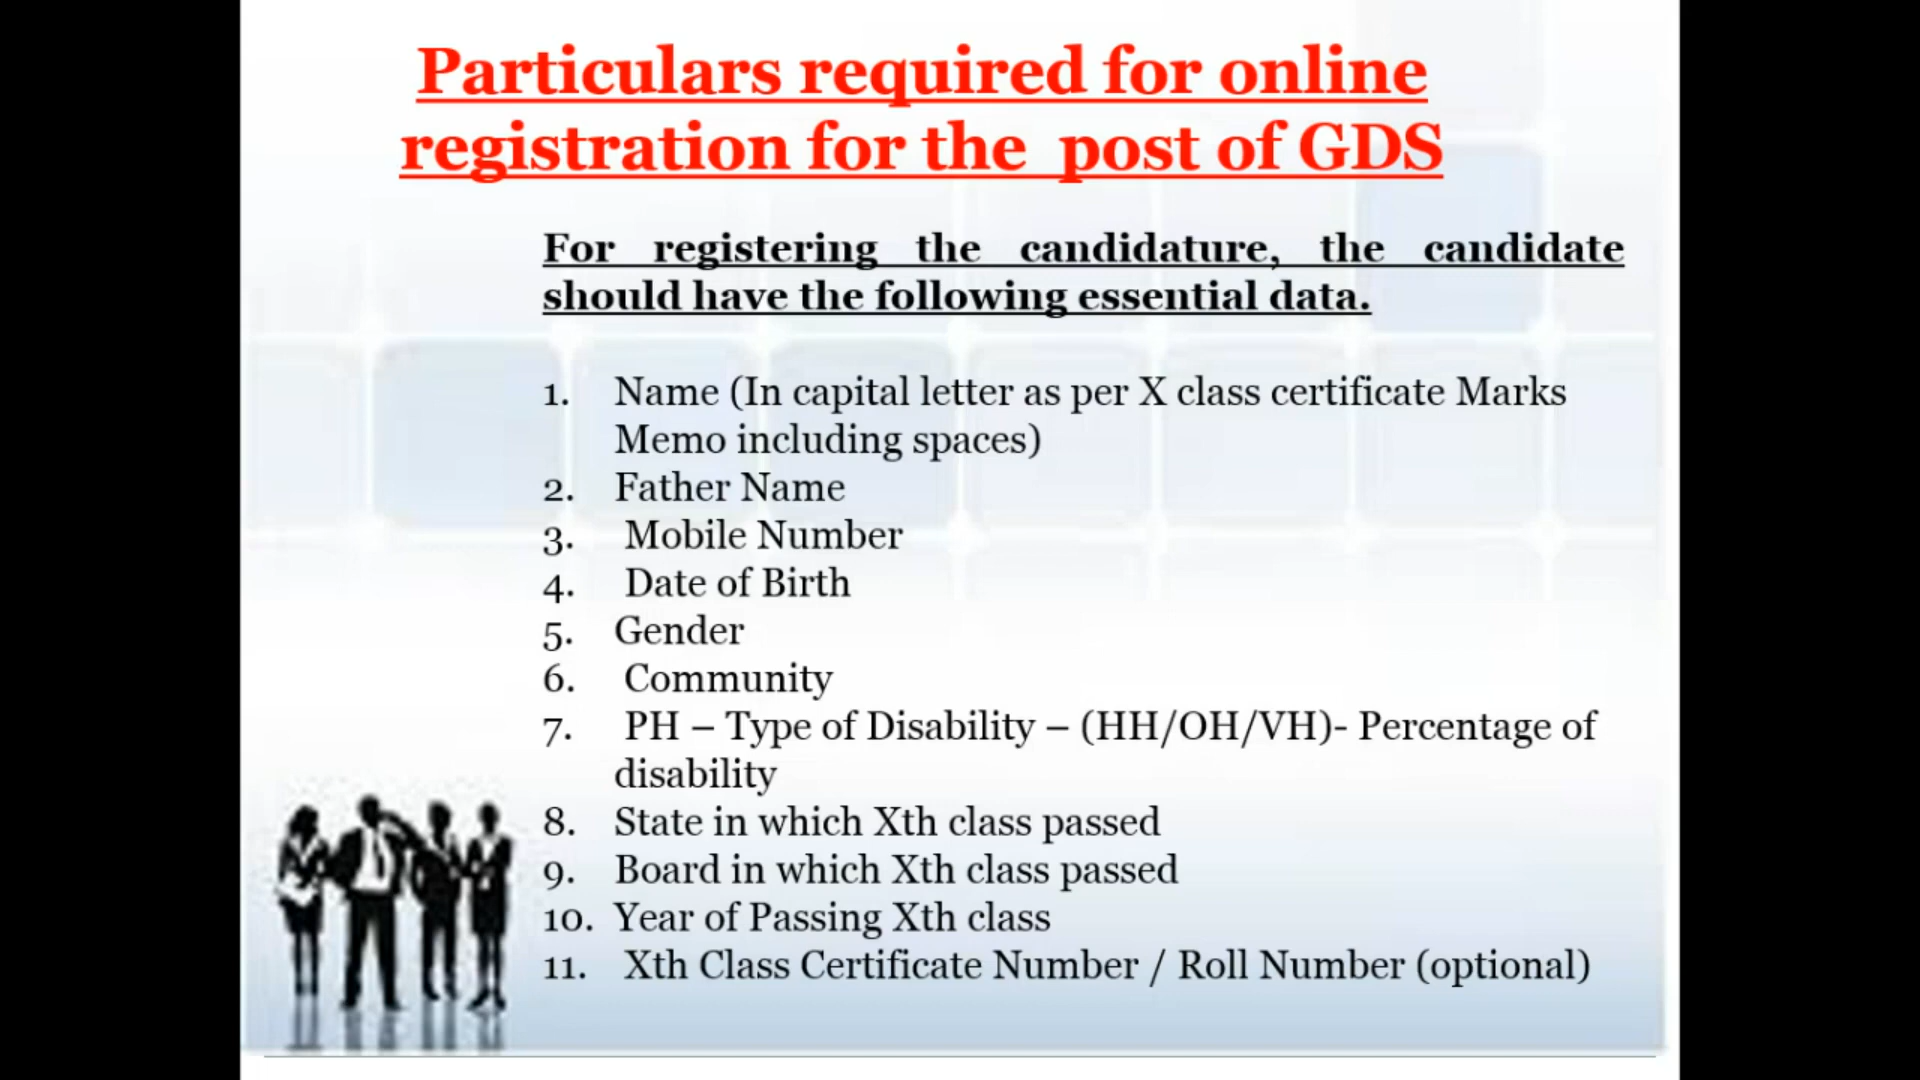 Particulars required for online
registration for the post of GDS
For registering the candidature, the candidate
should have the following essential data.
1. Name (In capital letter as per X class certificate Marks
Memo including spaces)
2. Father Name
3. Mobile Number
4. Date of Birth
5. Gender
6. Community
7. PH – Type of Disability – (HH/OH/VH)- Percentage of
disability
8. State in which Xth class passed
9. Board in which Xth class passed
10. Year of Passing Xth class
11. Xth Class Certificate Number / Roll Number (optional)